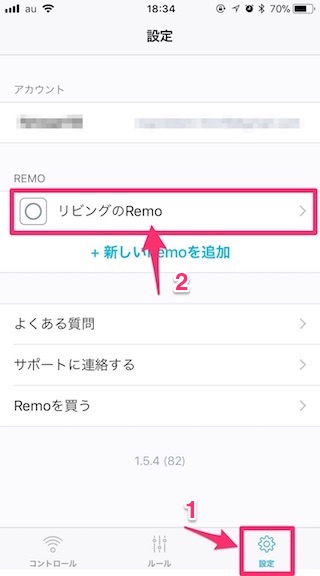 au 18:34 70%
設定
アカウント
REMO
リビングのRemo
+ 新しいRemoを追加
2
よくある質問
サポートに連絡する
Remoを買う
1.5.4 (82)
1
コントロール ルール 設定